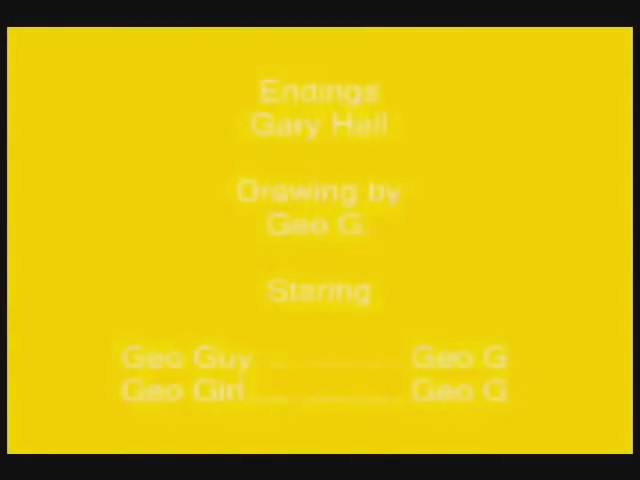 Endings
Gary Hall
Drawing by
Geo G.
Staring
Geo Guy .................... Geo G
Geo Girl.................... Geo G